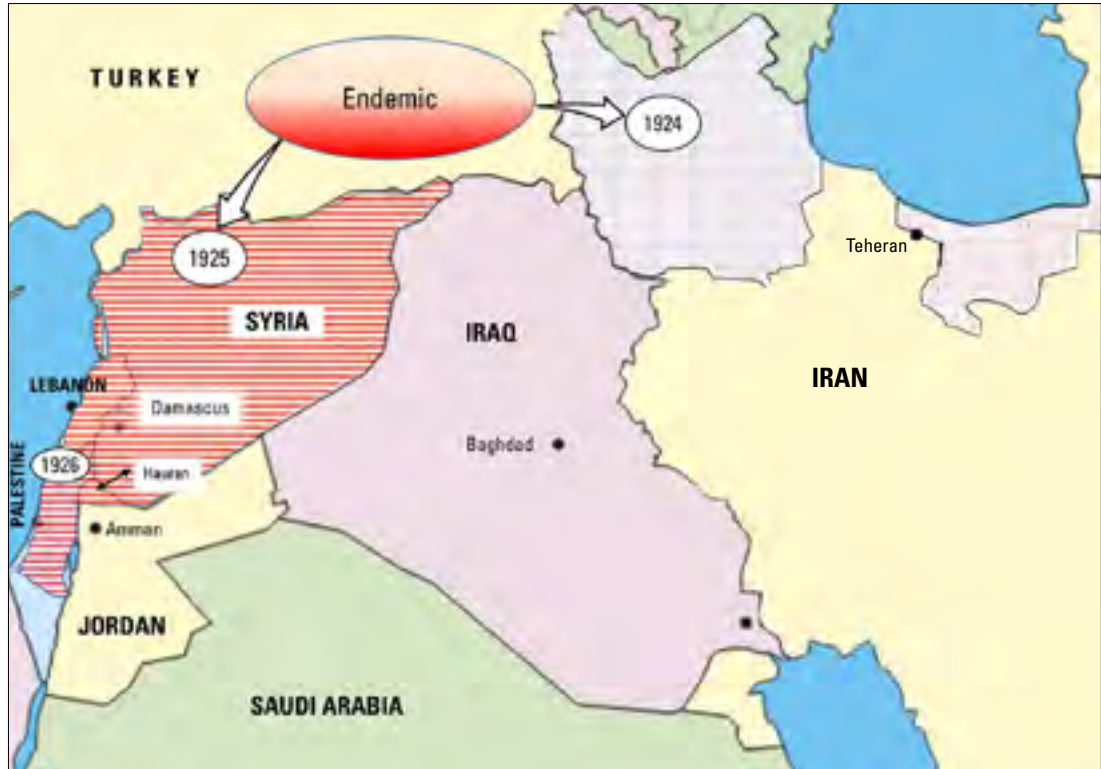 TURKEY
Endemic
1924
1925
Teheran
SYRIA
IRAQ
IRAN
LEBANON
Damascus
Baghdad
1926
Hauran
PALESTINE
Amman
JORDAN
SAUDI ARABIA